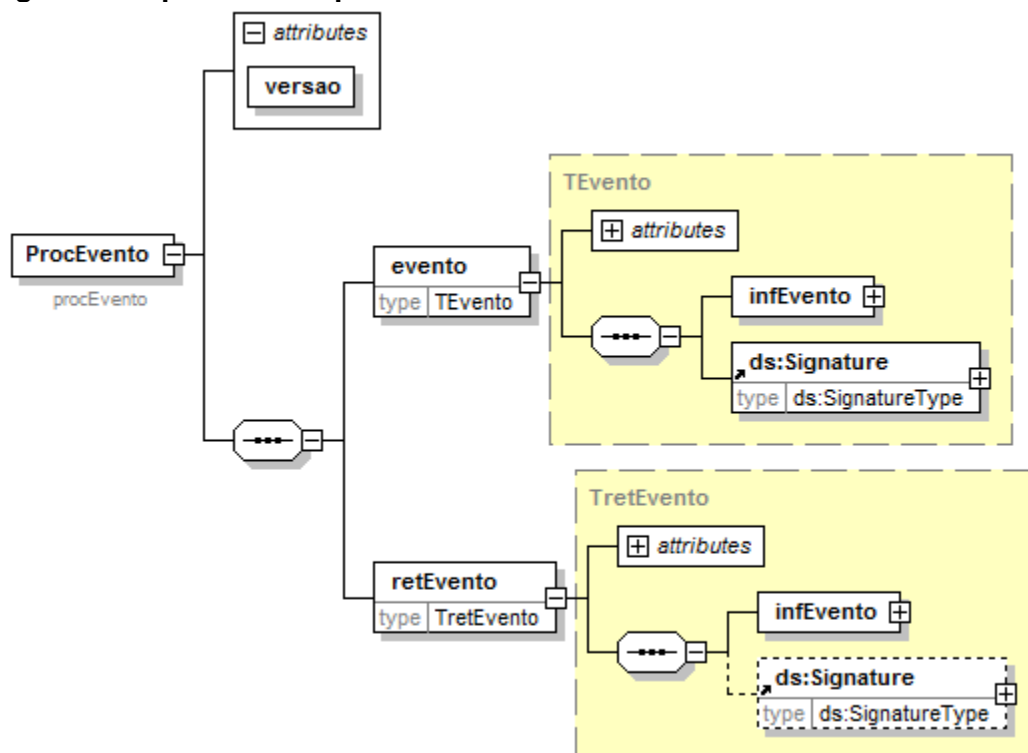 attributes
versao
TEvento
attributes
ProcEvento
procEvento
evento
type TEvento
infEvento
ds:Signature
type ds:SignatureType
TretEvento
attributes
retEvento
type TretEvento
infEvento
ds:Signature
type ds:SignatureType